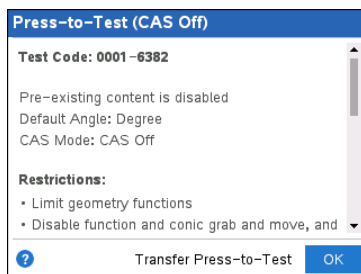 Press-to-Test (CAS Off)
Test Code: 0001-6382
Pre-existing content is disabled
Default Angle: Degree
CAS Mode: CAS Off
Restrictions:
• Limit geometry functions
• Disable function and conic grab and move, and
?
Transfer Press-to-Test
OK